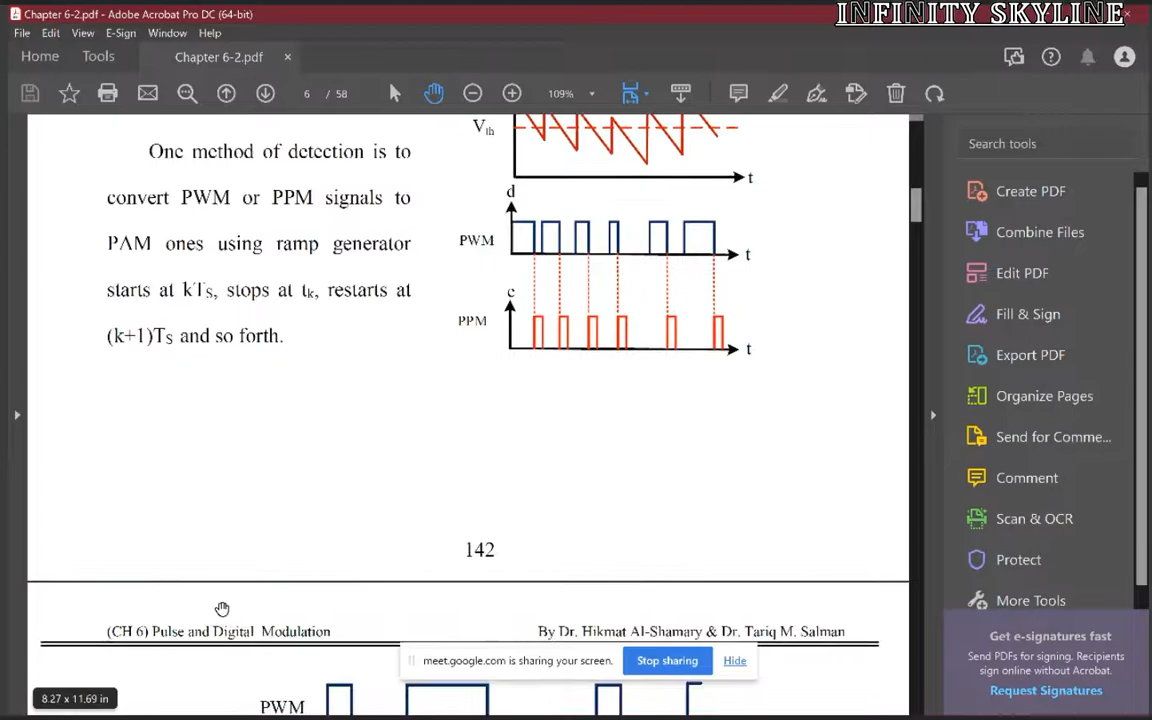 Chapter 6-2.pdf - Adobe Acrobat Pro DC (64-bit)
INFINITY SKYLINE
File Edit View E-Sign Window Help
Home Tools Chapter 6-2.pdf ×
6 / 58 109%
Search tools
Create PDF
Combine Files
Edit PDF
Fill & Sign
Export PDF
Organize Pages
Send for Comme...
Comment
Scan & OCR
Protect
More Tools
Get e-signatures fast
Send PDFs for signing. Recipients
sign online without Acrobat.
Request Signatures
One method of detection is to
convert PWM or PPM signals to
PAM ones using ramp generator
starts at kTS, stops at tk, restarts at
(k+1)TS and so forth.
Vth
t
d
PWM
t
c
PPM
t
142
(CH 6) Pulse and Digital Modulation By Dr. Hikmat Al-Shamary & Dr. Tariq M. Salman
meet.google.com is sharing your screen. Stop sharing Hide
8.27 x 11.69 in
PWM